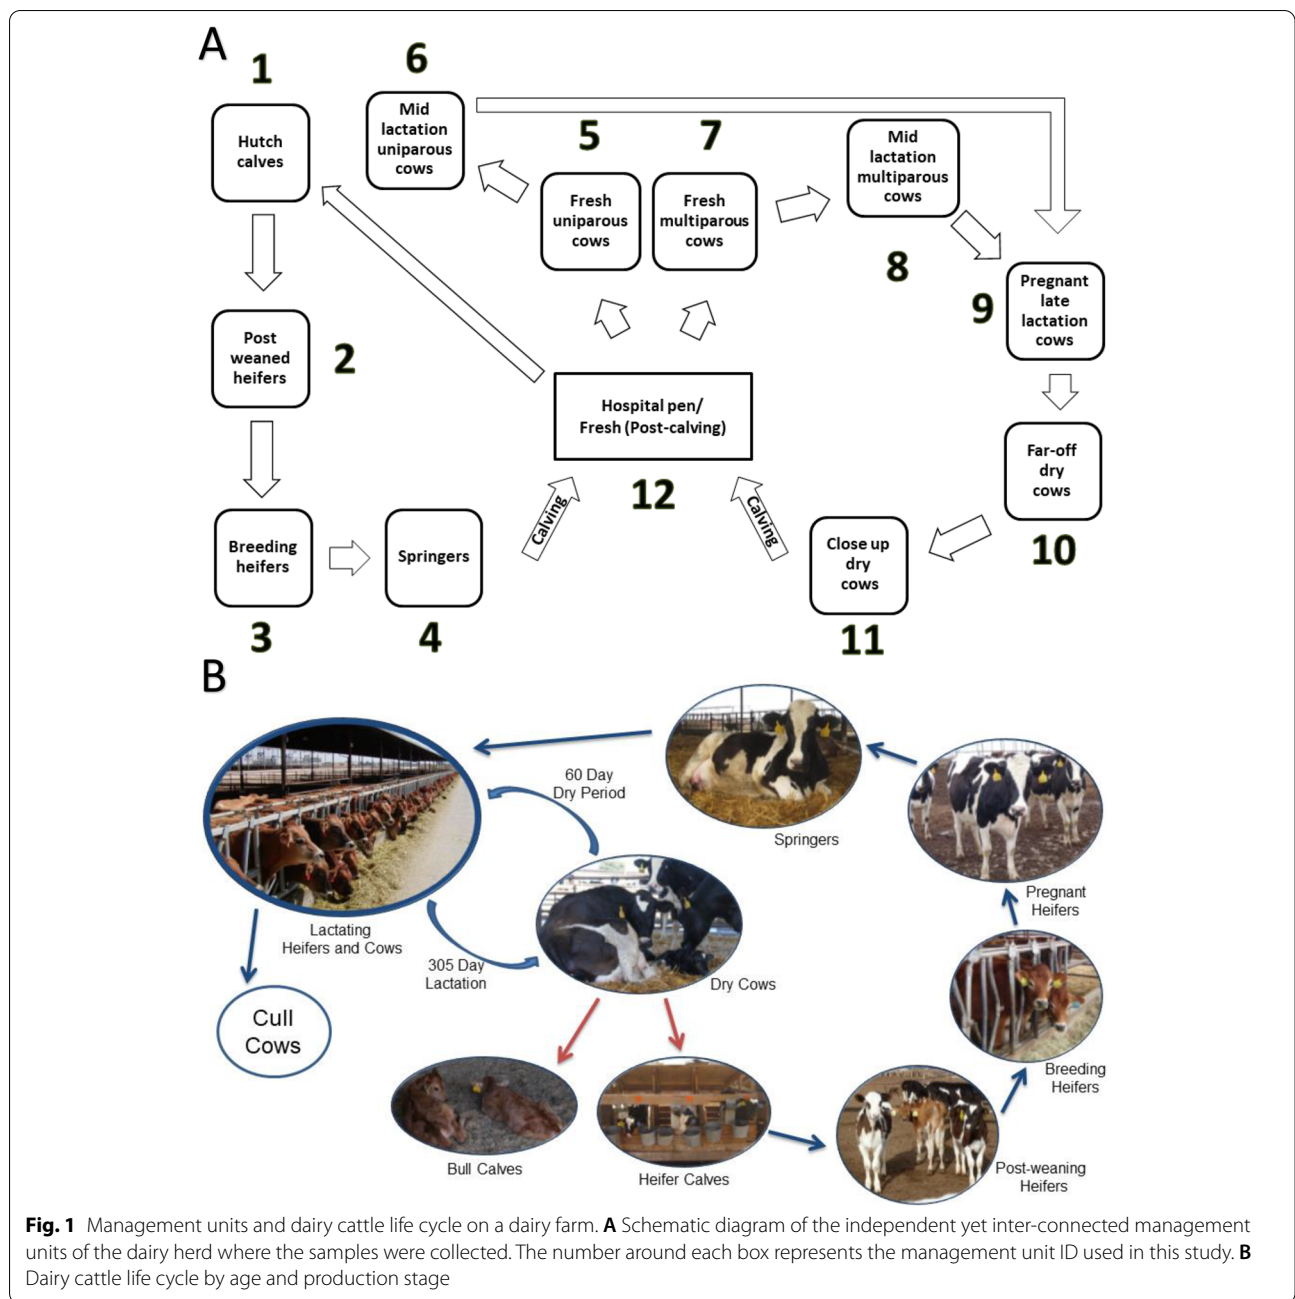 A
1
Hutch
calves
6
Mid
lactation
uniparous
cows
5
Fresh
uniparous
cows
7
Fresh
multiparous
cows
Mid
lactation
multiparous
cows
8
9
Pregnant
late
lactation
cows
Post
weaned
heifers
2
Hospital pen/
Fresh (Post-calving)
12
Far-off
dry
cows
10
Breeding
heifers
3
Springers
4
Calving
Calving
Close up
dry
cows
11
B
60 Day
Dry Period
Springers
Pregnant
Heifers
Lactating
Heifers and Cows
305 Day
Lactation
Dry Cows
Cull
Cows
Breeding
Heifers
Bull Calves
Heifer Calves
Post-weaning
Heifers
Fig. 1 Management units and dairy cattle life cycle on a dairy farm. A Schematic diagram of the independent yet inter-connected management
units of the dairy herd where the samples were collected. The number around each box represents the management unit ID used in this study. B
Dairy cattle life cycle by age and production stage